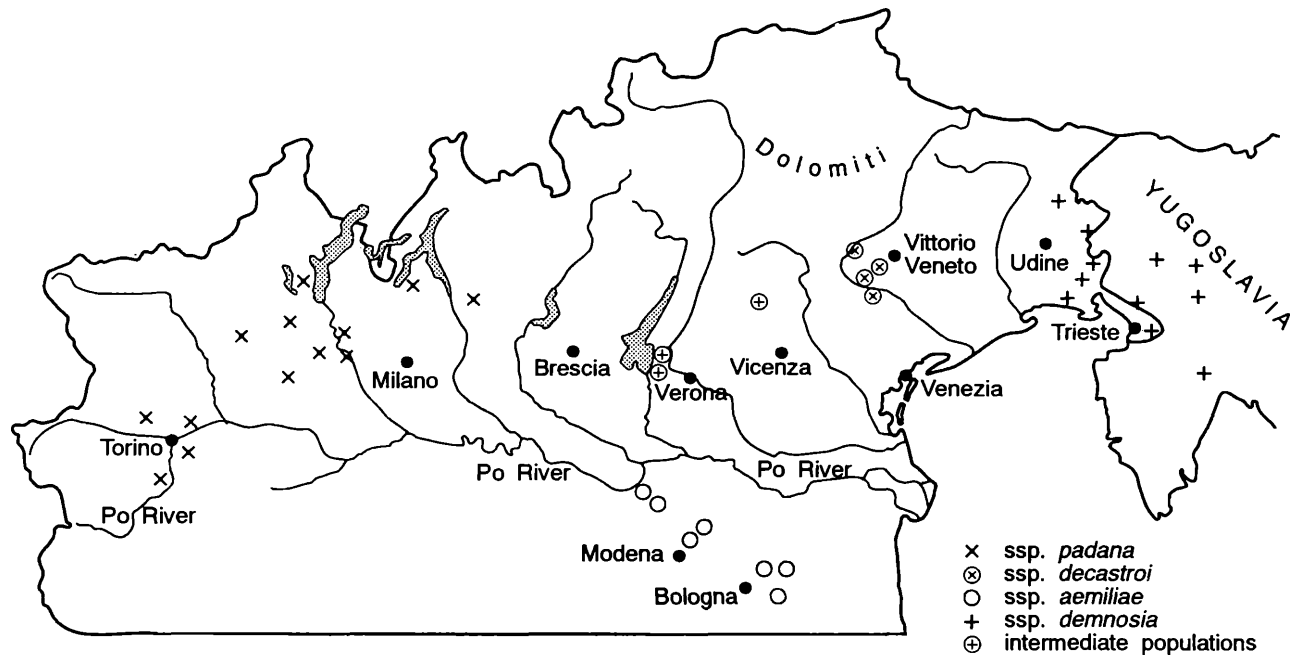 Dolomiti
YUGOSLAVIA
Vittorio
Veneto
Udine
Trieste
Milano
Brescia
Verona
Vicenza
Venezia
Torino
Po River
Po River
Po River
Modena
Bologna
ssp. padana
ssp. decastroi
ssp. aemiliae
ssp. demnosia
intermediate populations